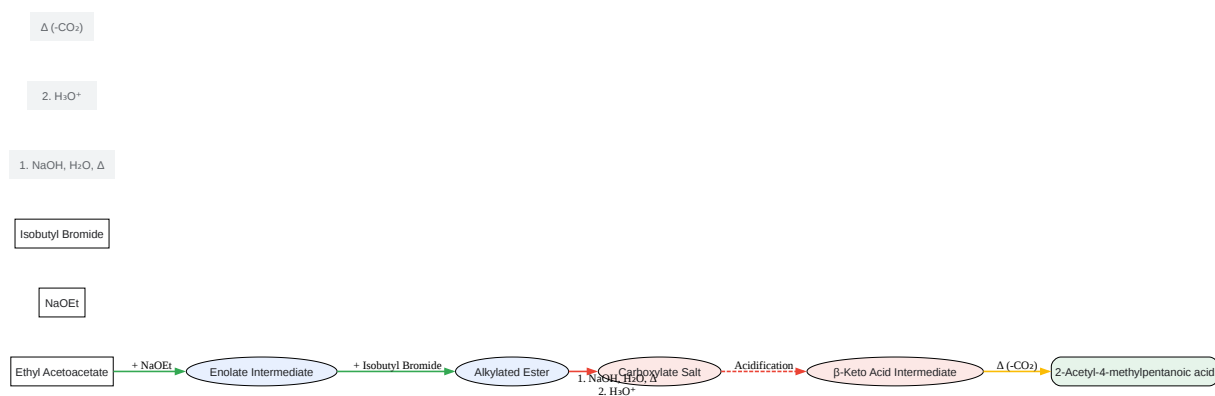 Δ (-CO₂)
2. H₃O⁺
1. NaOH, H₂O, Δ
Isobutyl Bromide
NaOEt
Ethyl Acetoacetate
+ NaOEt
Enolate Intermediate
+ Isobutyl Bromide
Alkylated Ester
1. NaOH, H₂O, Δ
2. H₃O⁺
Carboxylate Salt
Acidification
β-Keto Acid Intermediate
Δ (-CO₂)
2-Acetyl-4-methylpentanoic acid